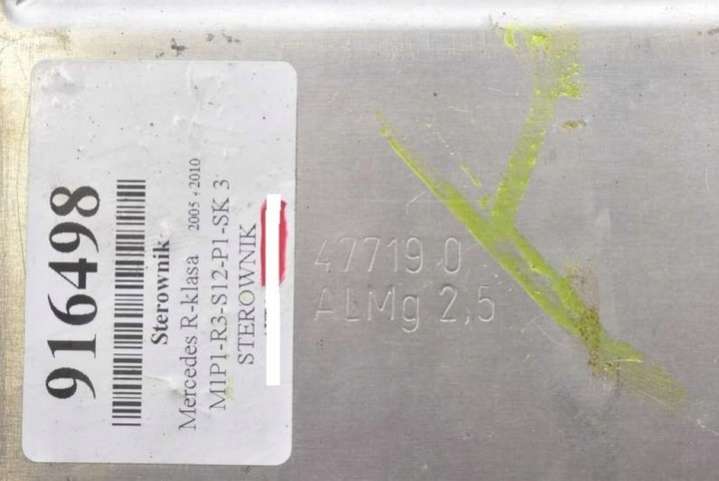 916498
Sterownik
Mercedes R-klasa 2005 - 2010
M1P1-R3-S12-P1-SK 3
STEROWNIK
47719 0
ALMg 2,5